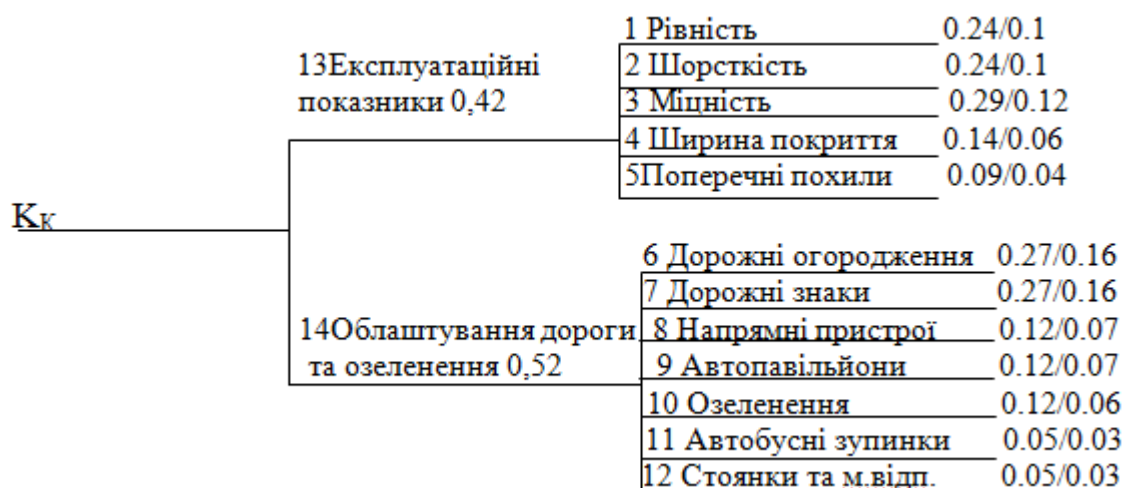 1 Рівність 0.24/0.1
13Експлуатаційні
показники 0,42
2 Шорсткість 0.24/0.1
3 Міцність 0.29/0.12
4 Ширина покриття 0.14/0.06
5Поперечні похили 0.09/0.04
Kк
6 Дорожні огородження 0.27/0.16
7 Дорожні знаки 0.27/0.16
14Облаштування дороги
та озеленення 0,52
8 Напрямні пристрої 0.12/0.07
9 Автопавільйони 0.12/0.07
10 Озеленення 0.12/0.06
11 Автобусні зупинки 0.05/0.03
12 Стоянки та м.відп. 0.05/0.03